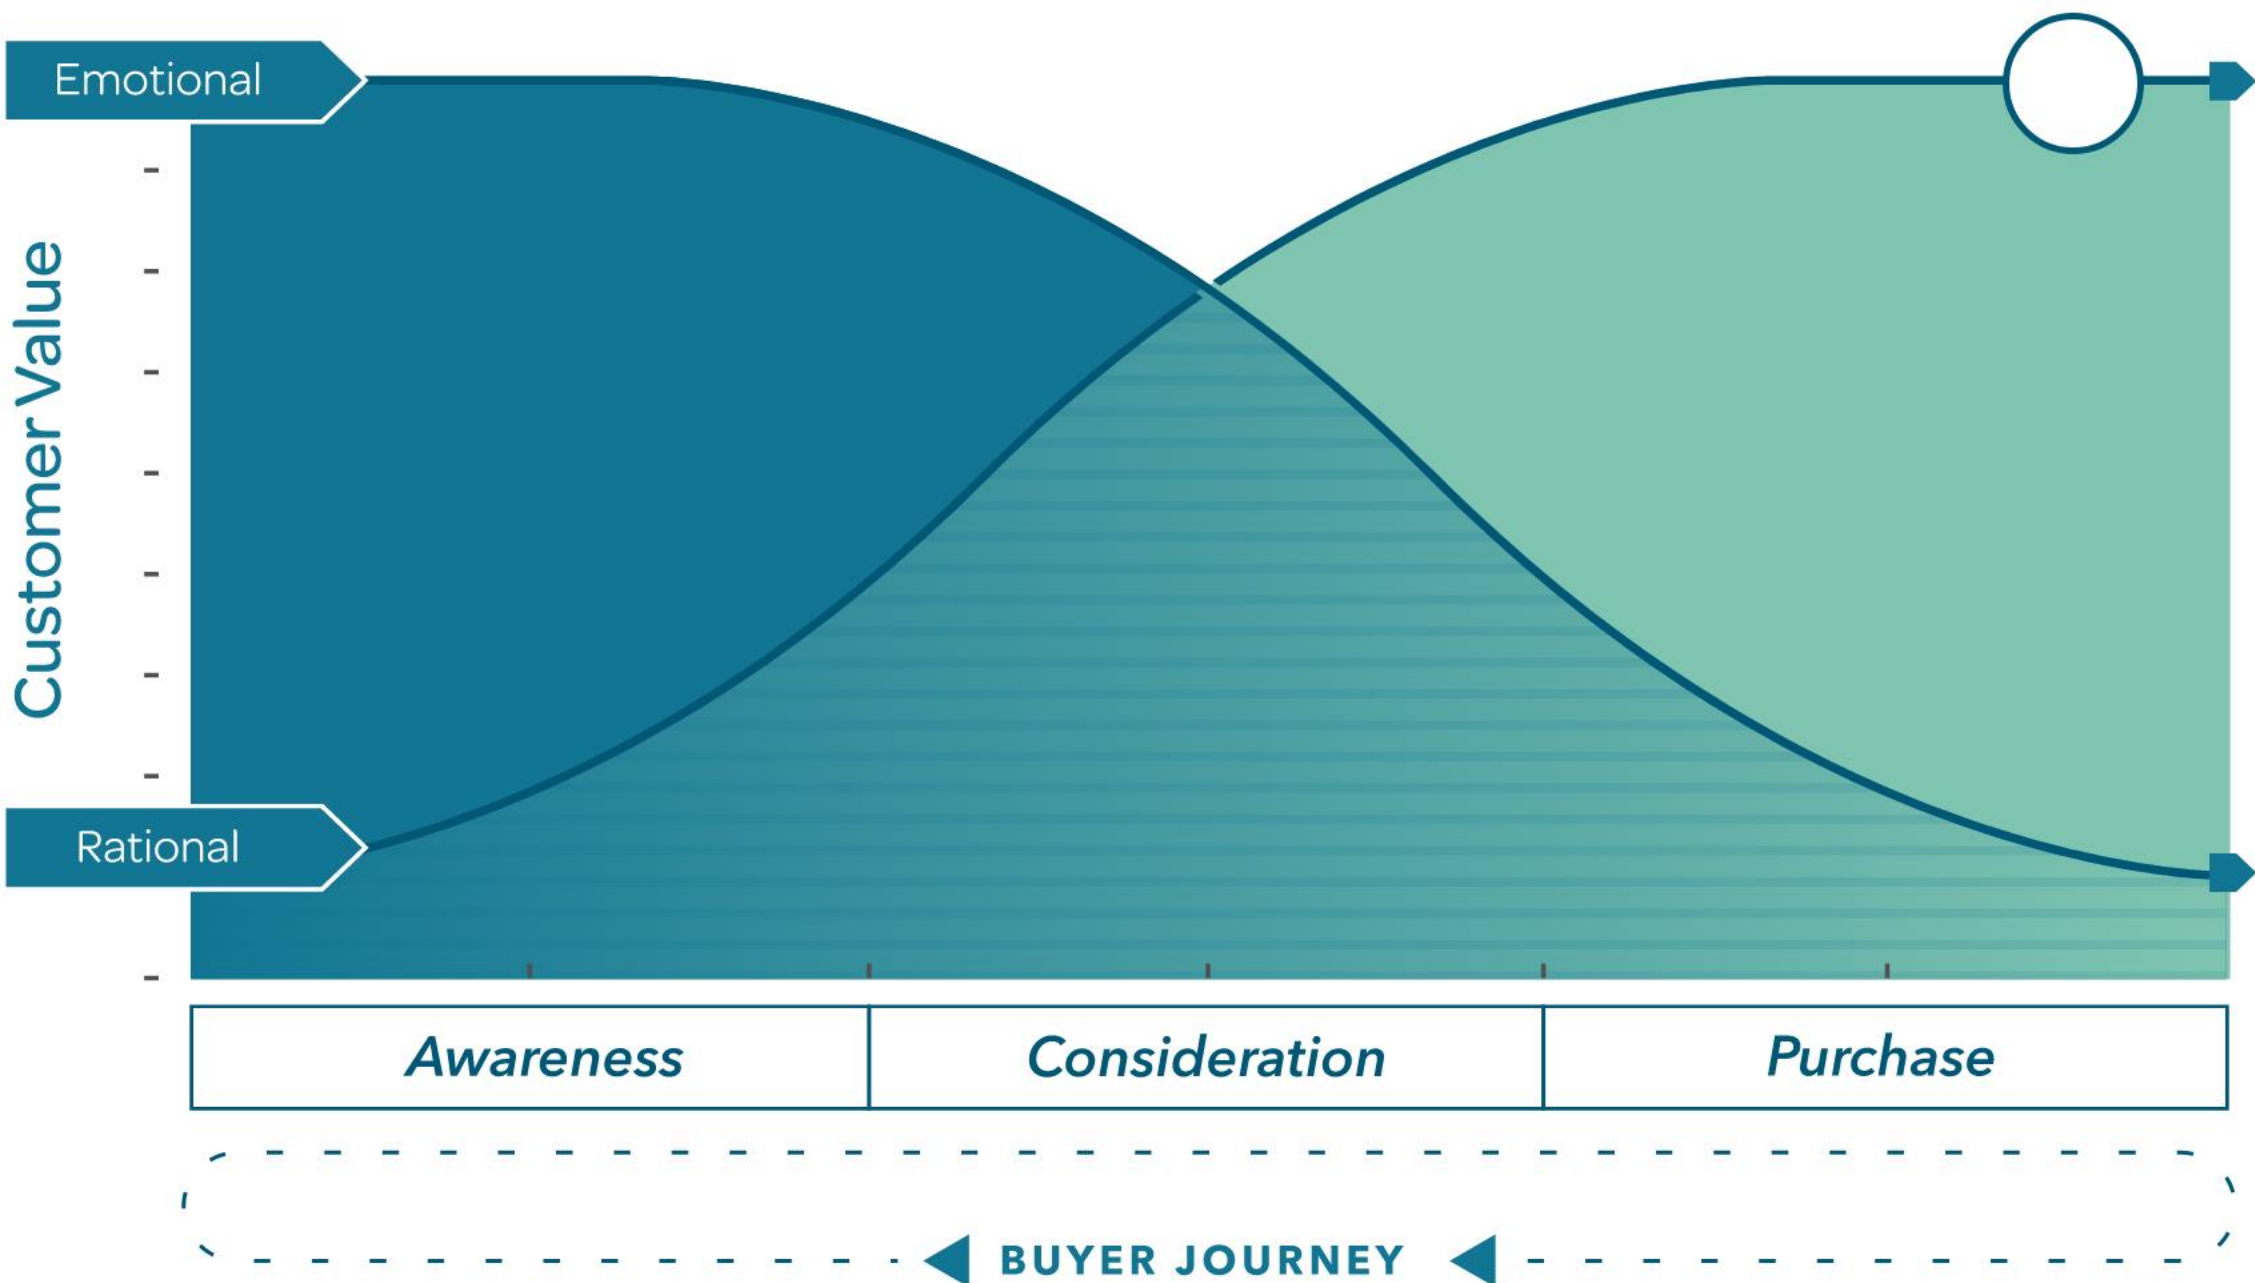 Emotional
Customer Value
Rational
Awareness
Consideration
Purchase
BUYER JOURNEY